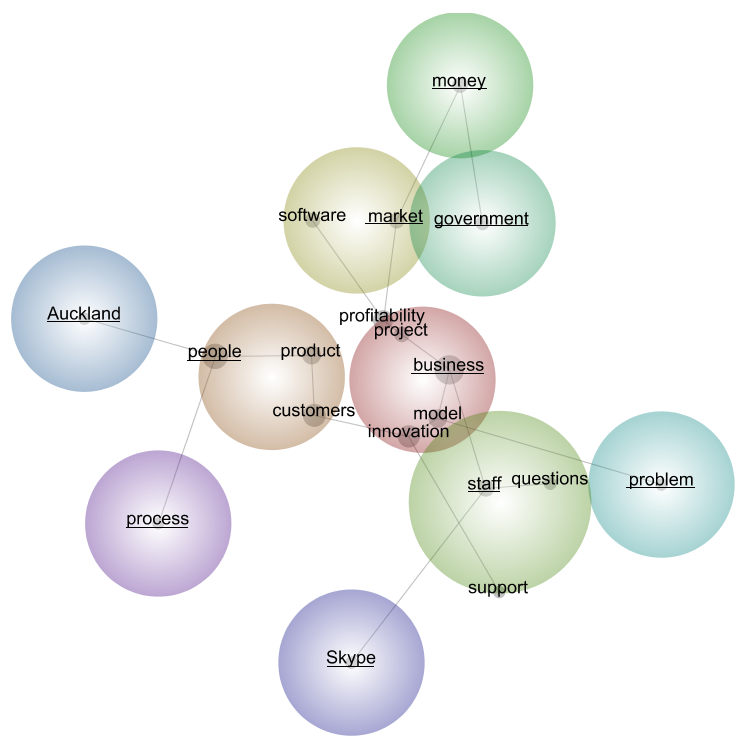 money
software
market
government
Auckland
profitability
project
people
product
business
customers
model
innovation
staff
questions
problem
process
support
Skype